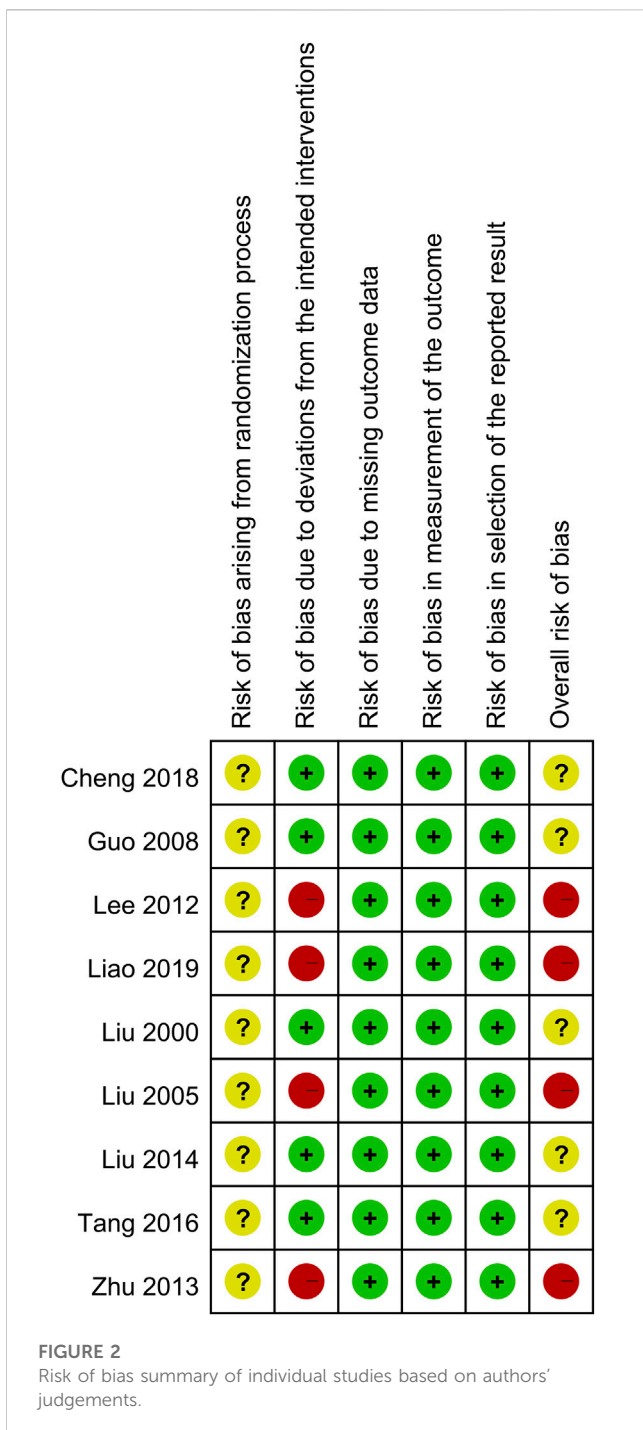 Risk of bias arising from randomization process
Risk of bias due to deviations from the intended interventions
Risk of bias due to missing outcome data
Risk of bias in measurement of the outcome
Risk of bias in selection of the reported result
Overall risk of bias
Cheng 2018 ? + + + + ?
Guo 2008 ? + + + + ?
Lee 2012 ? − + + + −
Liao 2019 ? − + + + −
Liu 2000 ? + + + + ?
Liu 2005 ? − + + + −
Liu 2014 ? + + + + ?
Tang 2016 ? + + + + ?
Zhu 2013 ? − + + + −
FIGURE 2
Risk of bias summary of individual studies based on authors’
judgements.